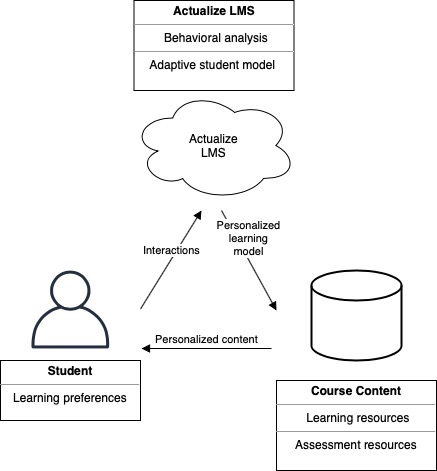 Actualize LMS
Behavioral analysis
Adaptive student model
Actualize
LMS
Interactions
Personalized
learning
model
Personalized content
Student
Learning preferences
Course Content
Learning resources
Assessment resources